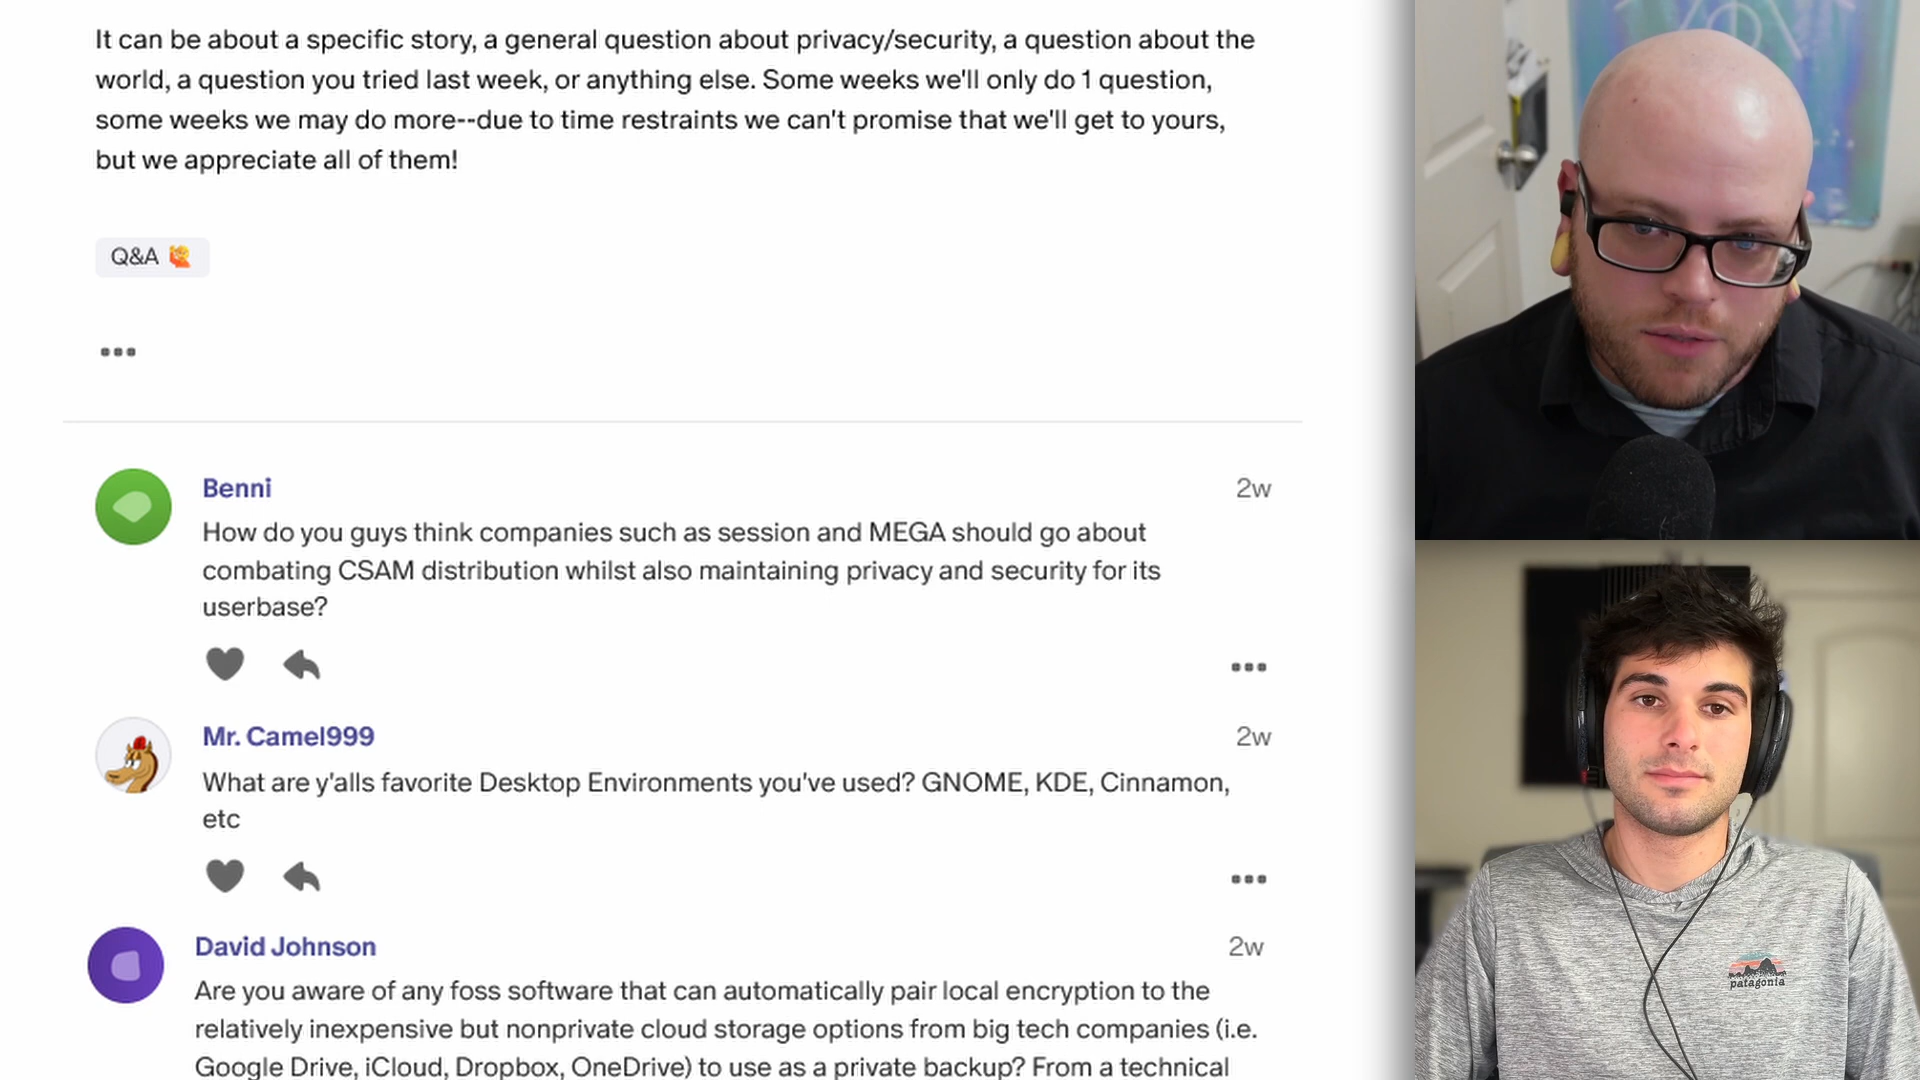 It can be about a specific story, a general question about privacy/security, a question about the
world, a question you tried last week, or anything else. Some weeks we'll only do 1 question,
some weeks we may do more--due to time restraints we can't promise that we'll get to yours,
but we appreciate all of them!
Q&A
Benni
2w
How do you guys think companies such as session and MEGA should go about
combating CSAM distribution whilst also maintaining privacy and security for its
userbase?
Mr. Camel999
2w
What are y'alls favorite Desktop Environments you've used? GNOME, KDE, Cinnamon,
etc
David Johnson
2w
Are you aware of any foss software that can automatically pair local encryption to the
relatively inexpensive but nonprivate cloud storage options from big tech companies (i.e.
Google Drive, iCloud, Dropbox, OneDrive) to use as a private backup? From a technical
patagonia